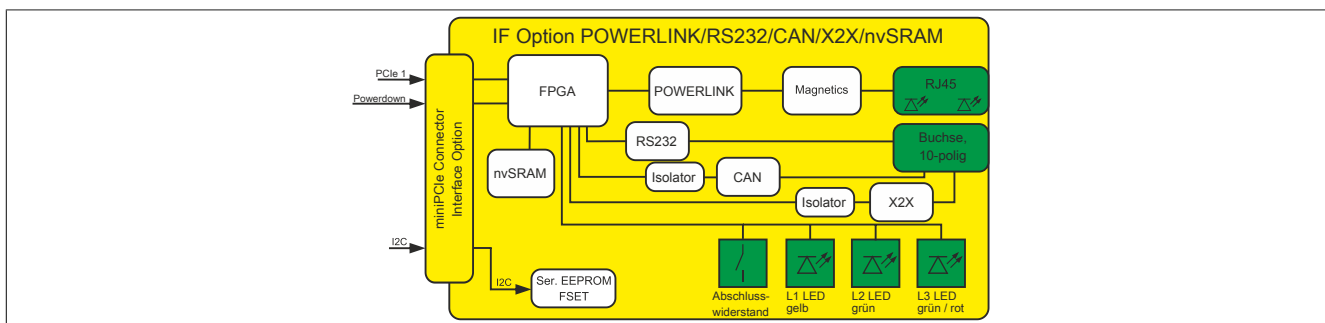 IF Option POWERLINK/RS232/CAN/X2X/nvSRAM
PCIe 1
Powerdown
I2C
miniPCIe Connector
Interface Option
FPGA
POWERLINK
Magnetics
RJ45
RS232
Buchse,
10-polig
nvSRAM
Isolator
CAN
Isolator
X2X
I2C
Ser. EEPROM
FSET
Abschluss-
widerstand
L1 LED
gelb
L2 LED
grün
L3 LED
grün / rot